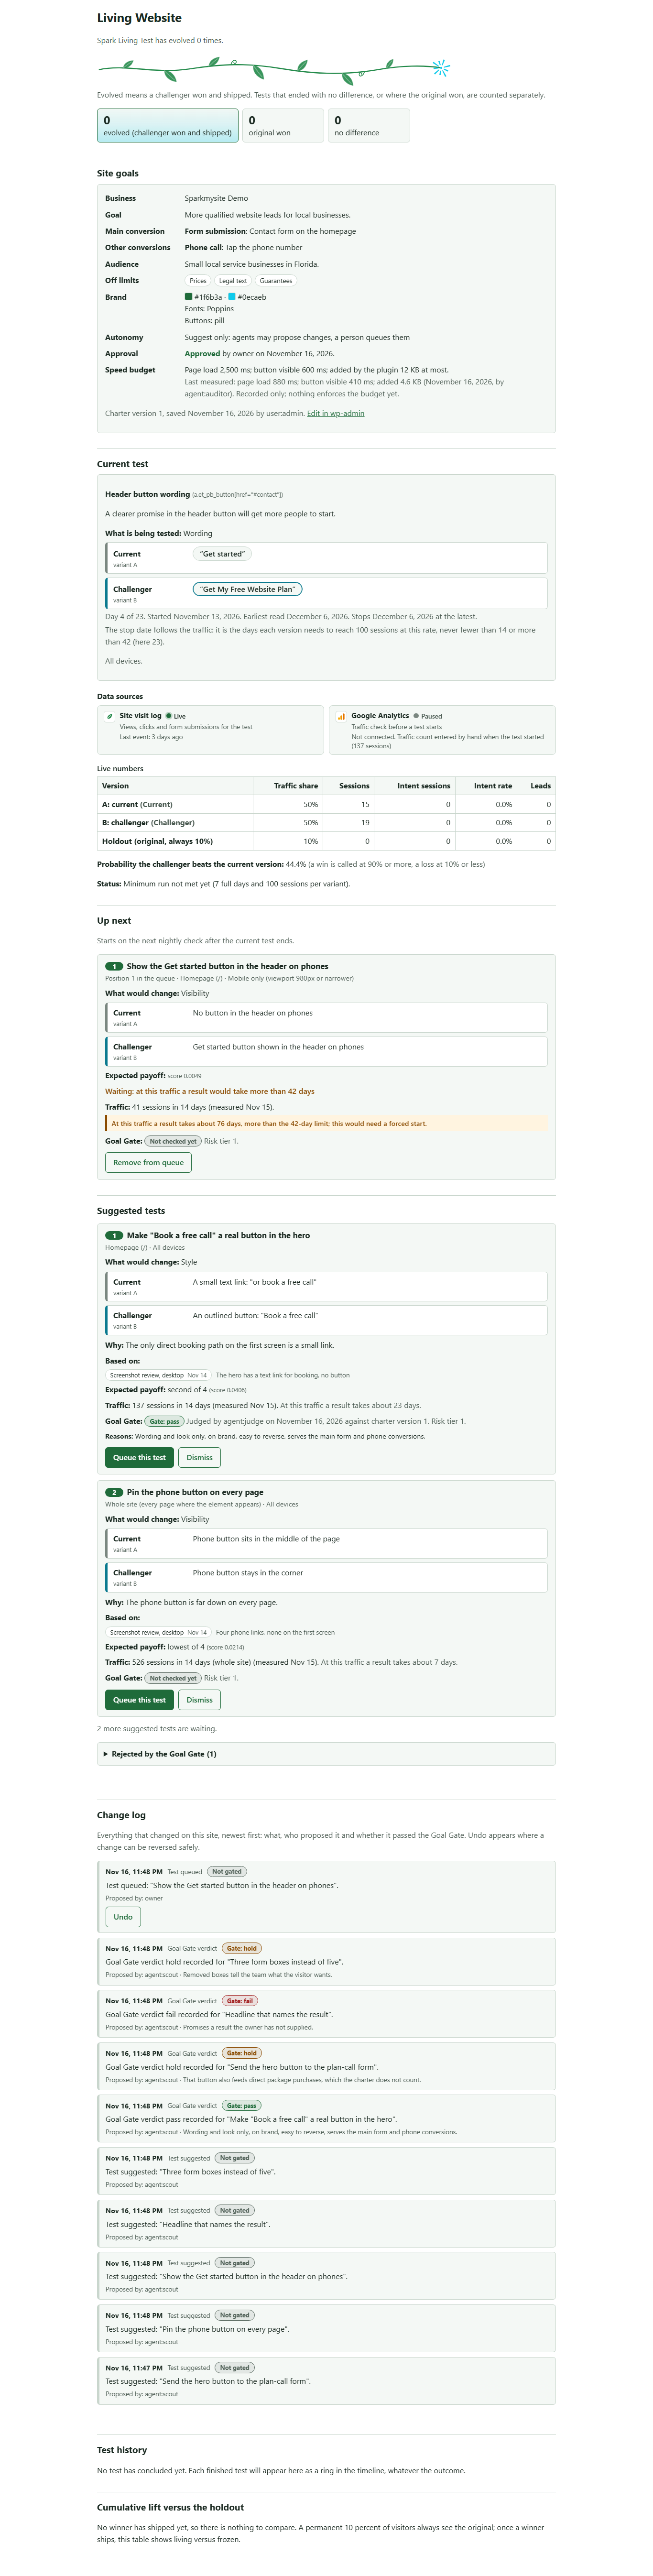 Living Website
Spark Living Test has evolved 0 times.
Evolved means a challenger won and shipped. Tests that ended with no difference, or where the original won, are counted separately.
0
evolved (challenger won and shipped)
0
original won
0
no difference
Site goals
Business Sparkmysite Demo
Goal More qualified website leads for local businesses.
Main conversion Form submission: Contact form on the homepage
Other conversions Phone call: Tap the phone number
Audience Small local service businesses in Florida.
Off limits Prices Legal text Guarantees
Brand #1f6b3a · #0ecaeb
Fonts: Poppins
Buttons: pill
Autonomy Suggest only: agents may propose changes, a person queues them
Approval Approved by owner on November 16, 2026.
Speed budget Page load 2,500 ms; button visible 600 ms; added by the plugin 12 KB at most.
Last measured: page load 880 ms; button visible 410 ms; added 4.6 KB (November 16, 2026, by
agent:auditor). Recorded only; nothing enforces the budget yet.
Charter version 1, saved November 16, 2026 by user:admin. Edit in wp-admin
Current test
Header button wording (a.et_pb_button[href="#contact"])
A clearer promise in the header button will get more people to start.
What is being tested: Wording
Current
variant A
"Get started"
Challenger
variant B
"Get My Free Website Plan"
Day 4 of 23. Started November 13, 2026. Earliest read December 6, 2026. Stops December 6, 2026 at the latest.
The stop date follows the traffic: it is the days each version needs to reach 100 sessions at this rate, never fewer than 14 or more
than 42 (here 23).
All devices.
Data sources
Site visit log Live
Views, clicks and form submissions for the test
Last event: 3 days ago
Google Analytics Paused
Traffic check before a test starts
Not connected. Traffic count entered by hand when the test started
(137 sessions)
Live numbers
Version Traffic share Sessions Intent sessions Intent rate Leads
A: current (Current) 50% 15 0 0.0% 0
B: challenger (Challenger) 50% 19 0 0.0% 0
Holdout (original, always 10%) 10% 0 0 0.0% 0
Probability the challenger beats the current version: 44.4% (a win is called at 90% or more, a loss at 10% or less)
Status: Minimum run not met yet (7 full days and 100 sessions per variant).
Up next
Starts on the next nightly check after the current test ends.
1 Show the Get started button in the header on phones
Position 1 in the queue · Homepage (/) · Mobile only (viewport 980px or narrower)
What would change: Visibility
Current
variant A
No button in the header on phones
Challenger
variant B
Get started button shown in the header on phones
Expected payoff: score 0.0049
Waiting: at this traffic a result would take more than 42 days
Traffic: 41 sessions in 14 days (measured Nov 15).
At this traffic a result takes about 76 days, more than the 42-day limit; this would need a forced start.
Goal Gate: Not checked yet Risk tier 1.
Remove from queue
Suggested tests
1 Make "Book a free call" a real button in the hero
Homepage (/) · All devices
What would change: Style
Current
variant A
A small text link: "or book a free call"
Challenger
variant B
An outlined button: "Book a free call"
Why: The only direct booking path on the first screen is a small link.
Based on:
Screenshot review, desktop Nov 14 The hero has a text link for booking, no button
Expected payoff: second of 4 (score 0.0406)
Traffic: 137 sessions in 14 days (measured Nov 15). At this traffic a result takes about 23 days.
Goal Gate: Gate: pass Judged by agent:judge on November 16, 2026 against charter version 1. Risk tier 1.
Reasons: Wording and look only, on brand, easy to reverse, serves the main form and phone conversions.
Queue this test Dismiss
2 Pin the phone button on every page
Whole site (every page where the element appears) · All devices
What would change: Visibility
Current
variant A
Phone button sits in the middle of the page
Challenger
variant B
Phone button stays in the corner
Why: The phone button is far down on every page.
Based on:
Screenshot review, desktop Nov 14 Four phone links, none on the first screen
Expected payoff: lowest of 4 (score 0.0214)
Traffic: 526 sessions in 14 days (whole site) (measured Nov 15). At this traffic a result takes about 7 days.
Goal Gate: Not checked yet Risk tier 1.
Queue this test Dismiss
2 more suggested tests are waiting.
Rejected by the Goal Gate (1)
Change log
Everything that changed on this site, newest first: what, who proposed it and whether it passed the Goal Gate. Undo appears where a
change can be reversed safely.
Nov 16, 11:48 PM Test queued Not gated
Test queued: "Show the Get started button in the header on phones".
Proposed by: owner
Undo
Nov 16, 11:48 PM Goal Gate verdict Gate: hold
Goal Gate verdict hold recorded for "Three form boxes instead of five".
Proposed by: agent:scout · Removed boxes tell the team what the visitor wants.
Nov 16, 11:48 PM Goal Gate verdict Gate: fail
Goal Gate verdict fail recorded for "Headline that names the result".
Proposed by: agent:scout · Promises a result the owner has not supplied.
Nov 16, 11:48 PM Goal Gate verdict Gate: hold
Goal Gate verdict hold recorded for "Send the hero button to the plan-call form".
Proposed by: agent:scout · That button also feeds direct package purchases, which the charter does not count.
Nov 16, 11:48 PM Goal Gate verdict Gate: pass
Goal Gate verdict pass recorded for "Make "Book a free call" a real button in the hero".
Proposed by: agent:scout · Wording and look only, on brand, easy to reverse, serves the main form and phone conversions.
Nov 16, 11:48 PM Test suggested Not gated
Test suggested: "Three form boxes instead of five".
Proposed by: agent:scout
Nov 16, 11:48 PM Test suggested Not gated
Test suggested: "Headline that names the result".
Proposed by: agent:scout
Nov 16, 11:48 PM Test suggested Not gated
Test suggested: "Show the Get started button in the header on phones".
Proposed by: agent:scout
Nov 16, 11:48 PM Test suggested Not gated
Test suggested: "Pin the phone button on every page".
Proposed by: agent:scout
Nov 16, 11:47 PM Test suggested Not gated
Test suggested: "Send the hero button to the plan-call form".
Proposed by: agent:scout
Test history
No test has concluded yet. Each finished test will appear here as a ring in the timeline, whatever the outcome.
Cumulative lift versus the holdout
No winner has shipped yet, so there is nothing to compare. A permanent 10 percent of visitors always see the original; once a winner
ships, this table shows living versus frozen.